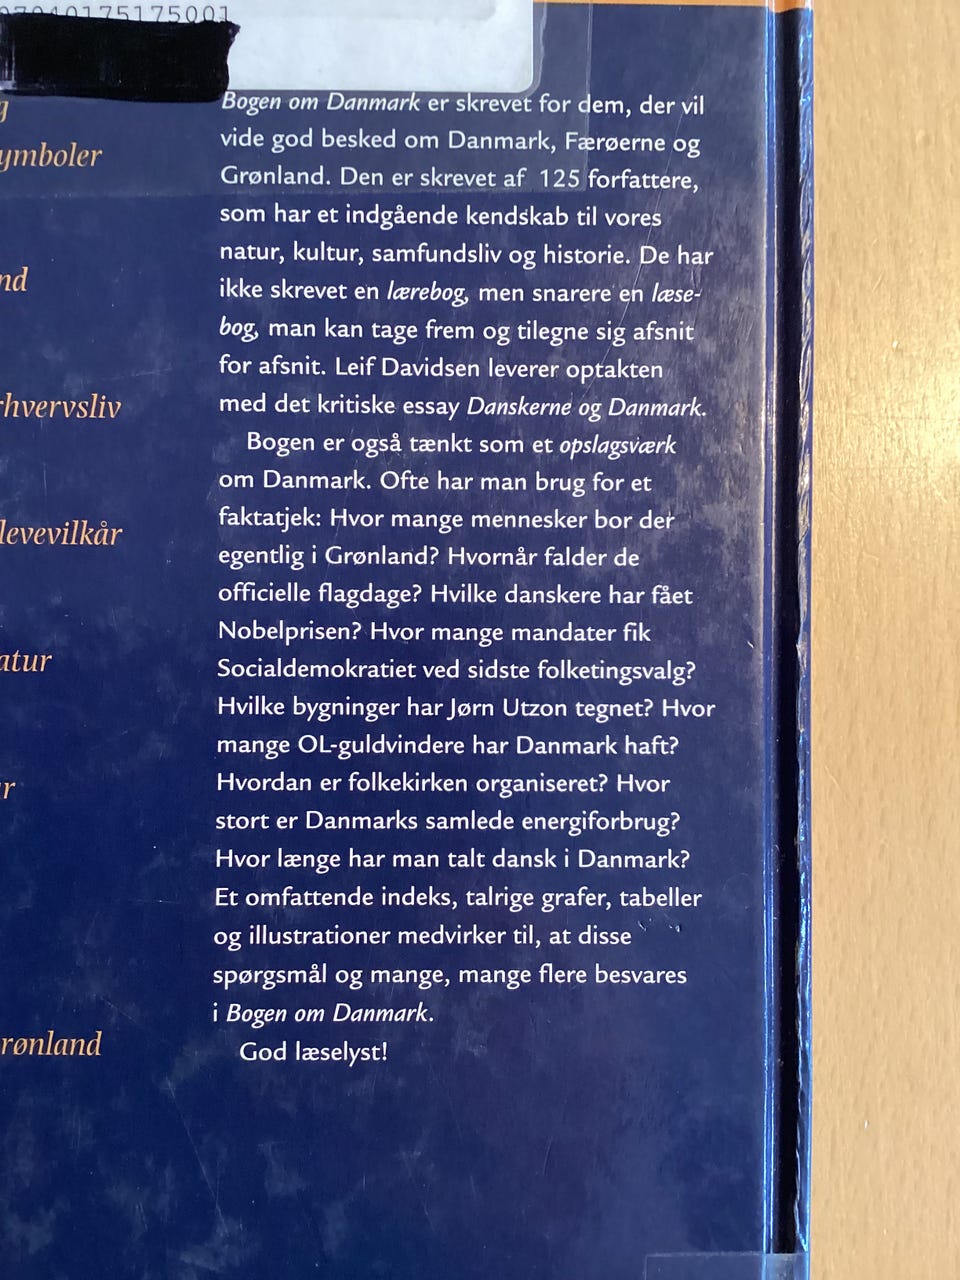 Bogen om Danmark er skrevet for dem, der vil
vide god besked om Danmark, Færøerne og
Grønland. Den er skrevet af 125 forfattere,
som har et indgående kendskab til vores
natur, kultur, samfundsliv og historie. De har
ikke skrevet en lærebog, men snarere en læse-
bog, man kan tage frem og tilegne sig afsnit
for afsnit. Leif Davidsen leverer optakten
med det kritiske essay Danskerne og Danmark.
Bogen er også tænkt som et opslagsværk
om Danmark. Ofte har man brug for et
faktatjek: Hvor mange mennesker bor der
egentlig i Grønland? Hvornår falder de
officielle flagdage? Hvilke danskere har fået
Nobelprisen? Hvor mange mandater fik
Socialdemokratiet ved sidste folketingsvalg?
Hvilke bygninger har Jørn Utzon tegnet? Hvor
mange OL-guldvindere har Danmark haft?
Hvordan er folkekirken organiseret? Hvor
stort er Danmarks samlede energiforbrug?
Hvor længe har man talt dansk i Danmark?
Et omfattende indeks, talrige grafer, tabeller
og illustrationer medvirker til, at disse
spørgsmål og mange, mange flere besvares
i Bogen om Danmark.
God læselyst!
ymboler
nd
rhvervsliv
levevilkår
atur
r
rønland